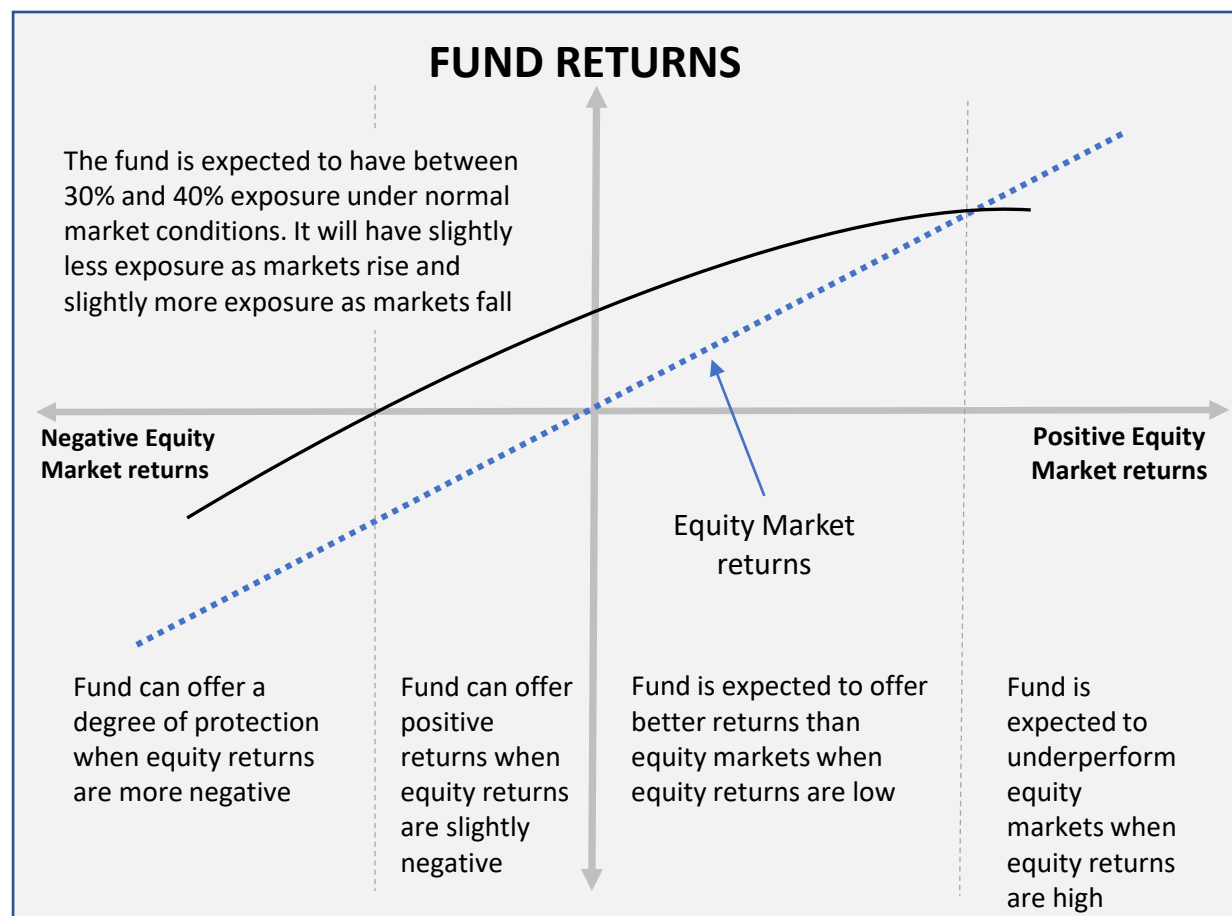 FUND RETURNS
The fund is expected to have between
30% and 40% exposure under normal
market conditions. It will have slightly
less exposure as markets rise and
slightly more exposure as markets fall
Negative Equity
Market returns
Positive Equity
Market returns
Equity Market
returns
Fund can offer a
degree of protection
when equity returns
are more negative
Fund can offer
positive
returns when
equity returns
are slightly
negative
Fund is expected to offer
better returns than
equity markets when
equity returns are low
Fund is
expected to
underperform
equity
markets when
equity returns
are high